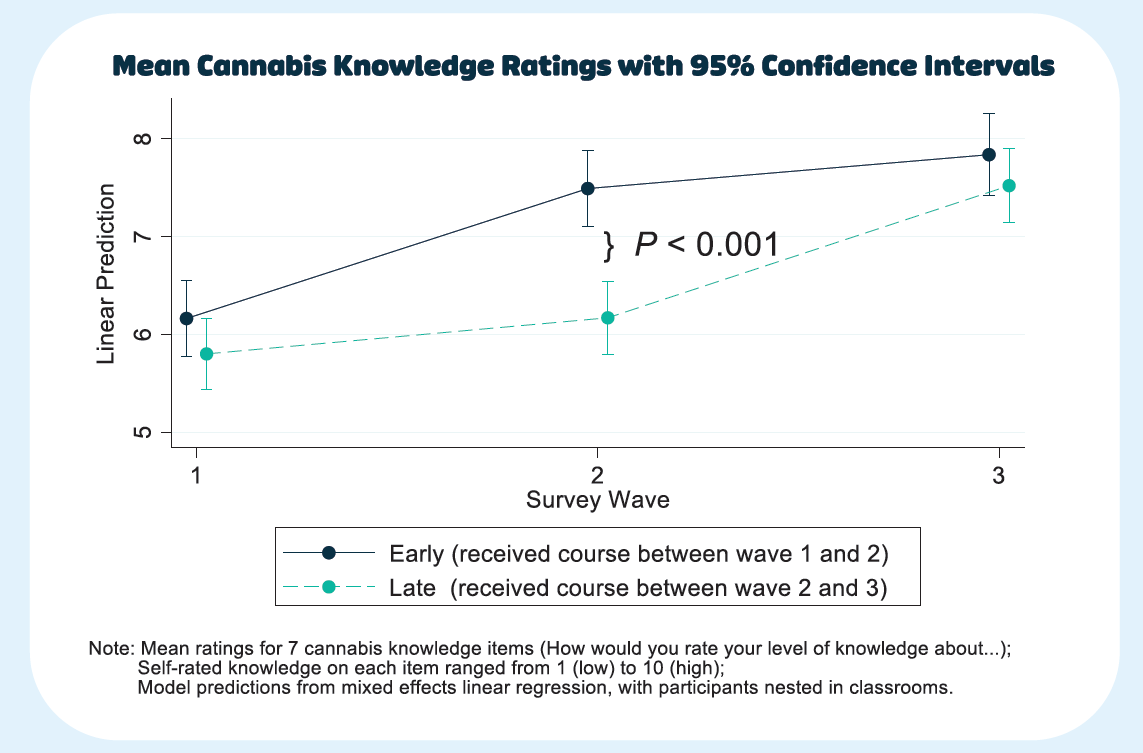 Mean Cannabis Knowledge Ratings with 95% Confidence Intervals
8
7
6
5
Linear Prediction
} P < 0.001
1
2
3
Survey Wave
Early (received course between wave 1 and 2)
Late (received course between wave 2 and 3)
Note: Mean ratings for 7 cannabis knowledge items (How would you rate your level of knowledge about...);
Self-rated knowledge on each item ranged from 1 (low) to 10 (high);
Model predictions from mixed effects linear regression, with participants nested in classrooms.